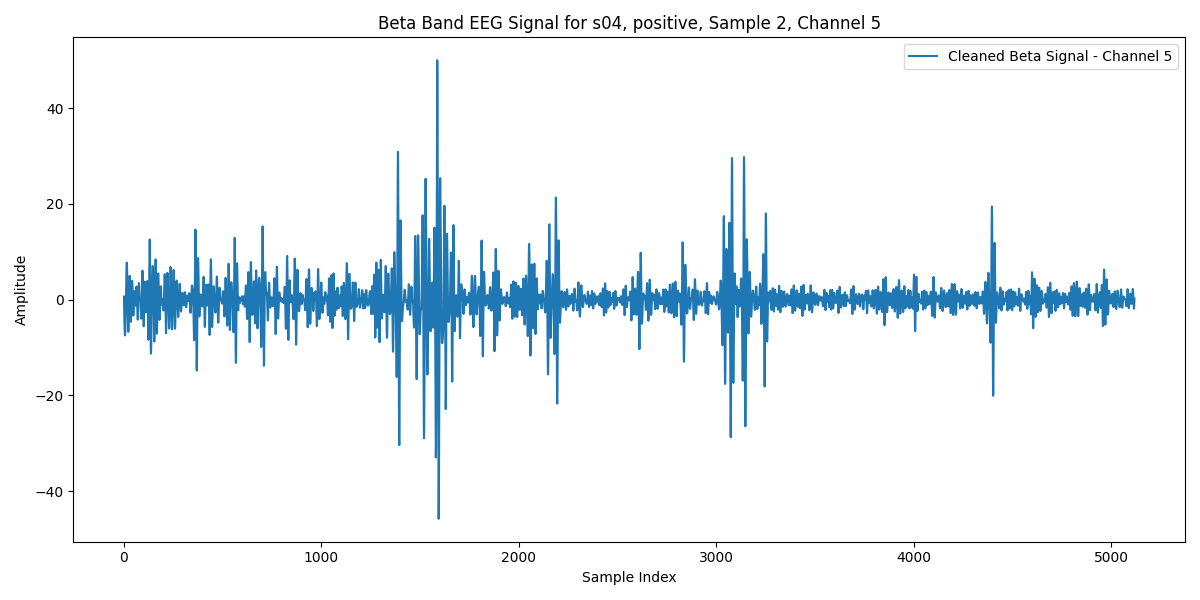 Beta Band EEG Signal for s04, positive, Sample 2, Channel 5
Cleaned Beta Signal - Channel 5
Amplitude
40
20
0
−20
−40
0 1000 2000 3000 4000 5000
Sample Index